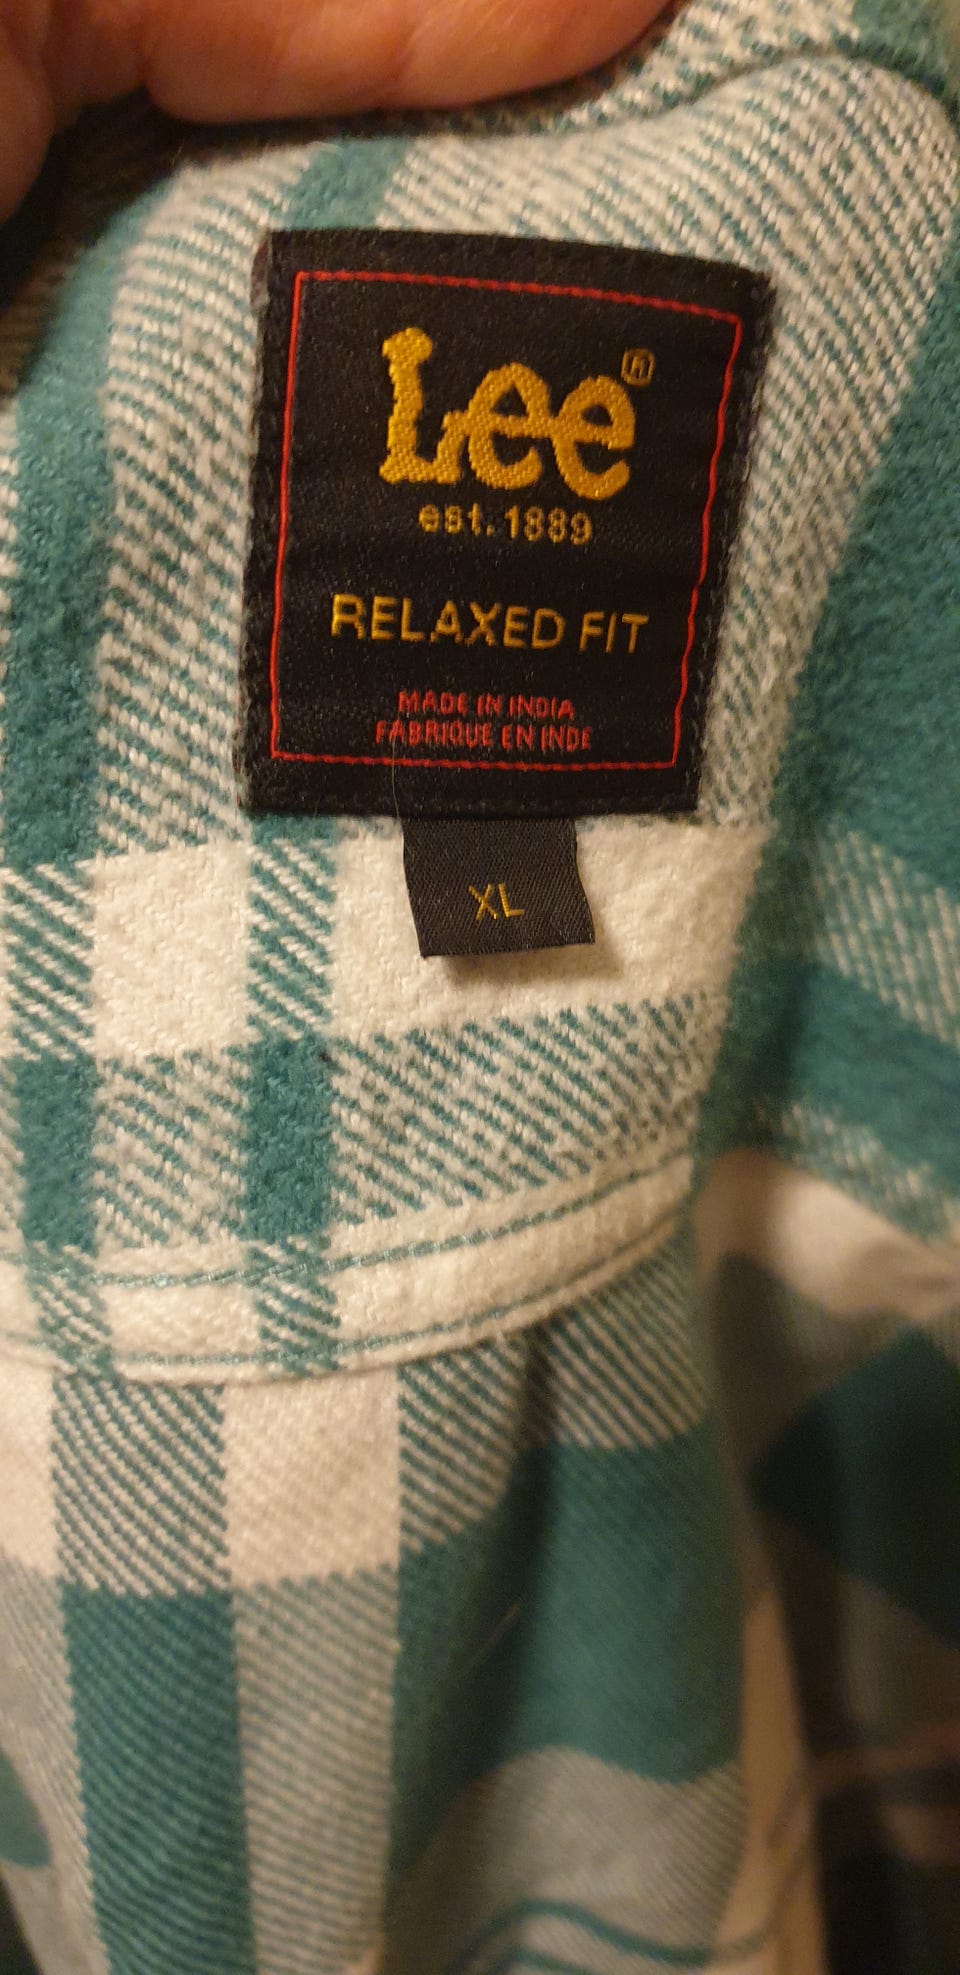 Lee®
est. 1889
RELAXED FIT
MADE IN INDIA
FABRIQUE EN INDE
XL